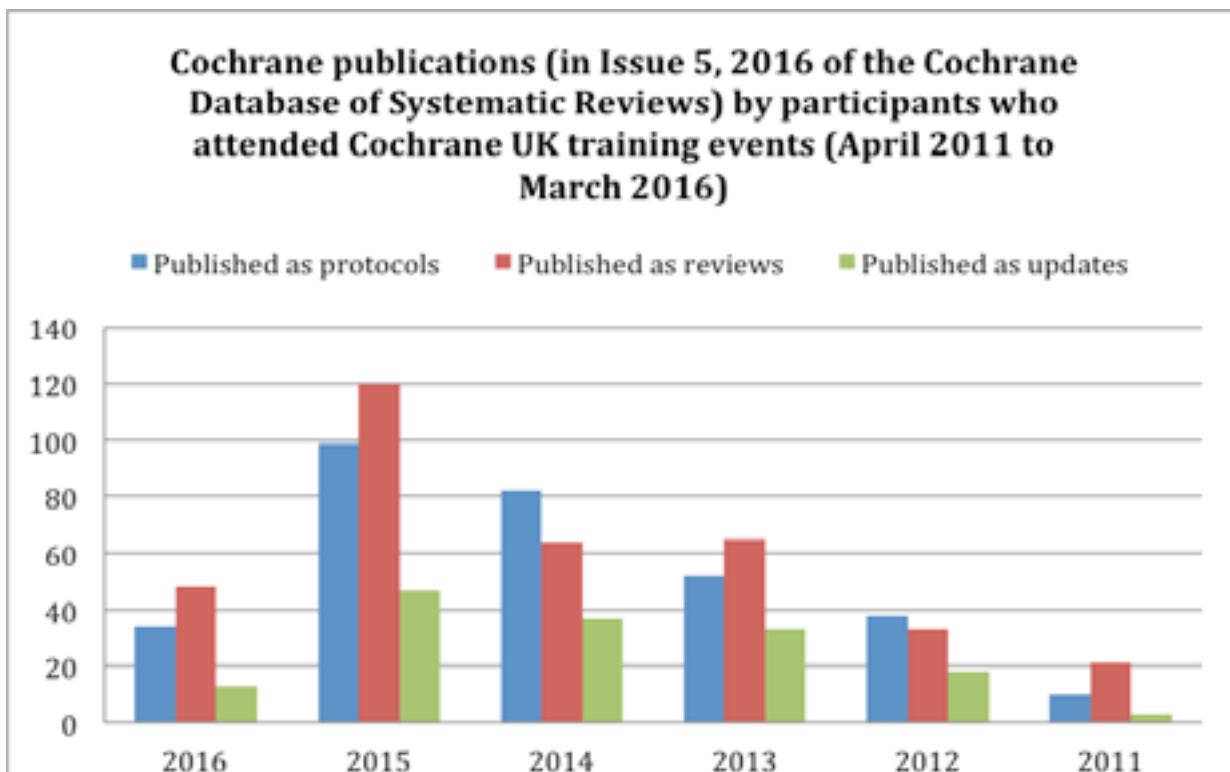 Cochrane publications (in Issue 5, 2016 of the Cochrane
Database of Systematic Reviews) by participants who
attended Cochrane UK training events (April 2011 to
March 2016)
Published as protocols Published as reviews Published as updates
140
120
100
80
60
40
20
0
2016 2015 2014 2013 2012 2011